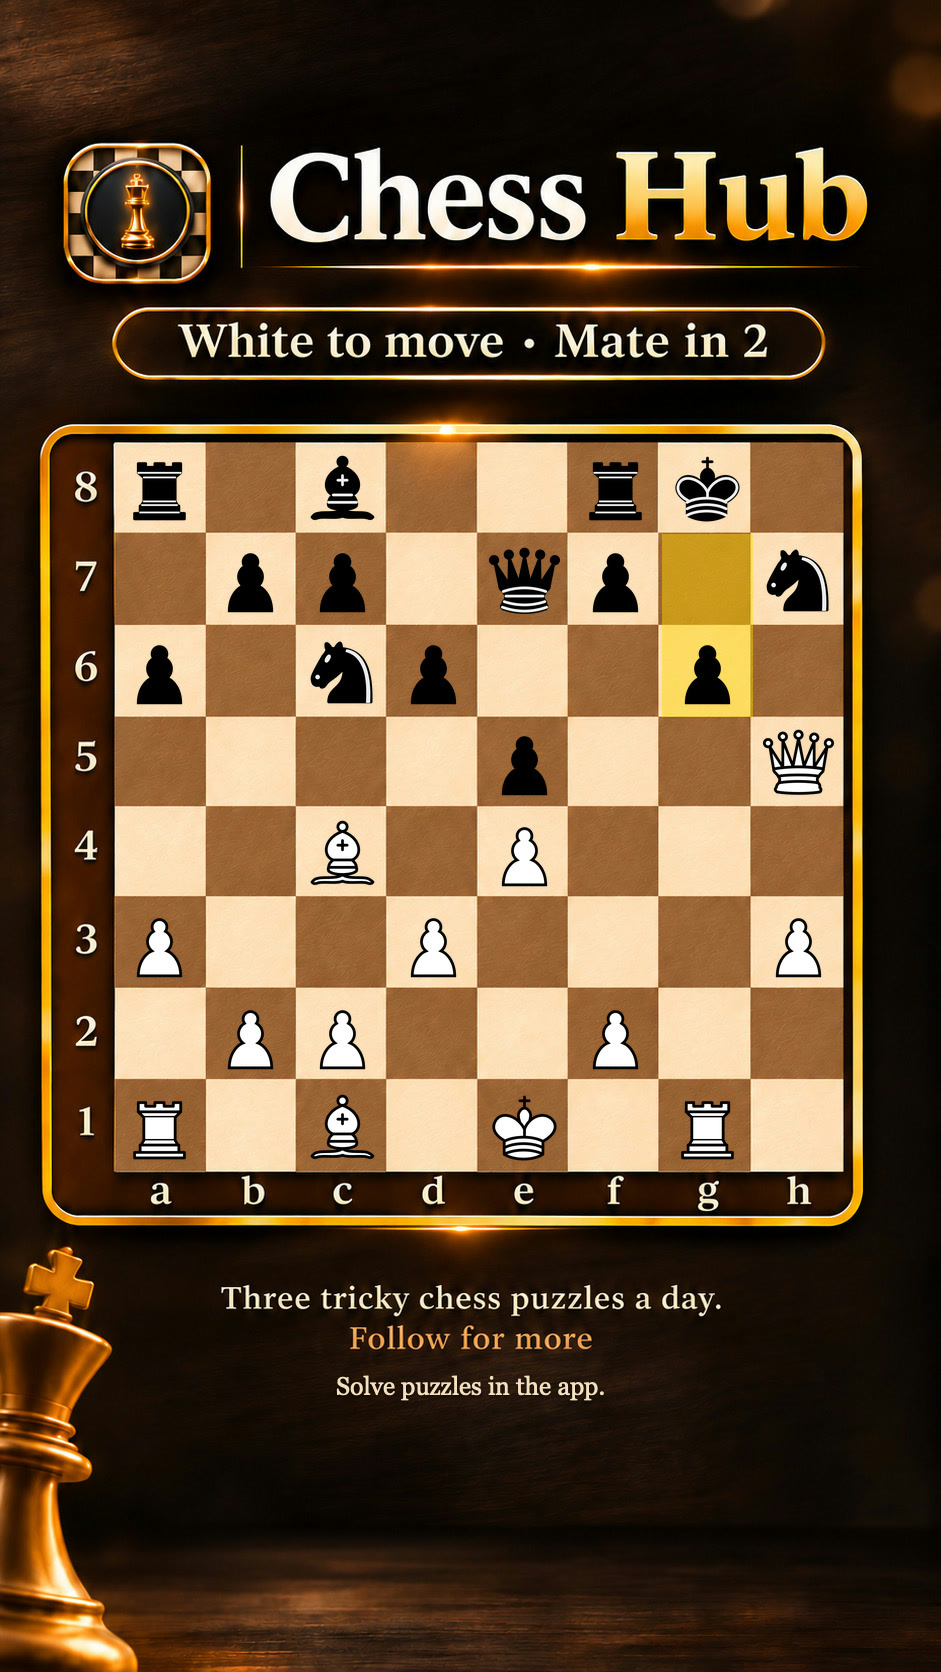 Chess Hub
White to move • Mate in 2
8
7
6
5
4
3
2
1
a b c d e f g h
Three tricky chess puzzles a day.
Follow for more
Solve puzzles in the app.